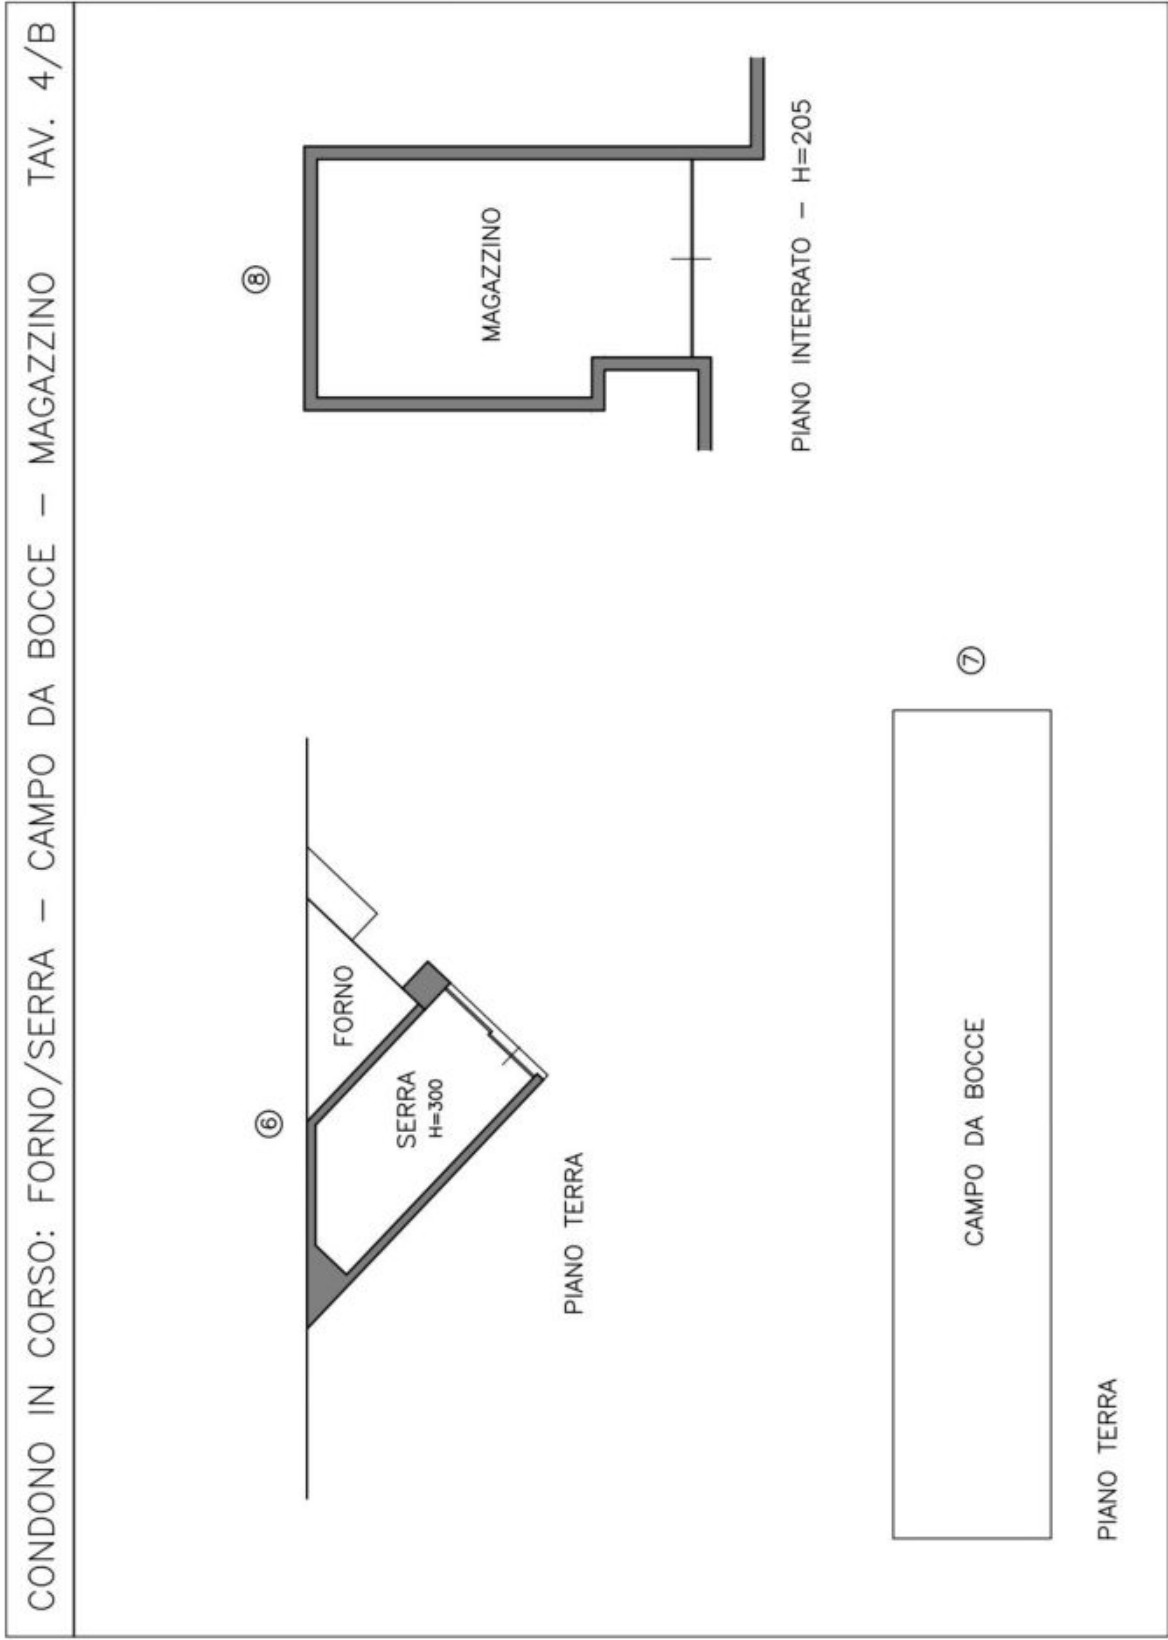 CONDONO IN CORSO: FORNO/SERRA – CAMPO DA BOCCE – MAGAZZINO TAV. 4/B
6
FORNO
SERRA
H=300
PIANO TERRA
8
MAGAZZINO
PIANO INTERRATO – H=205
7
CAMPO DA BOCCE
PIANO TERRA